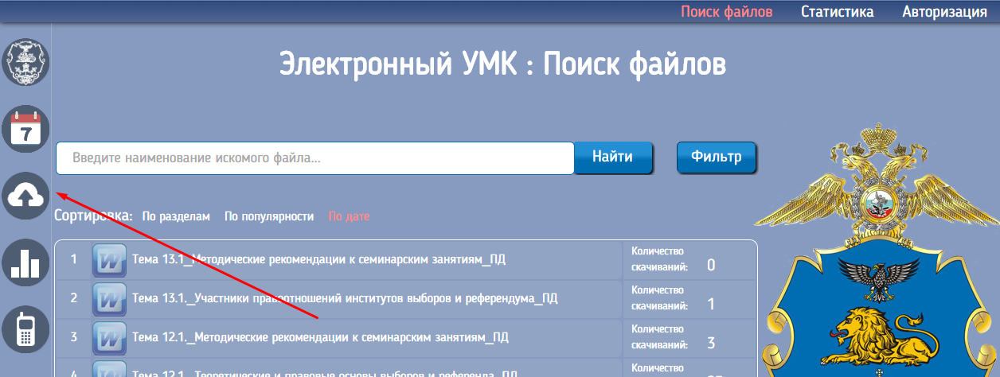 Поиск файлов Статистика Авторизация
Электронный УМК : Поиск файлов
7
Введите наименование искомого файла... Найти Фильтр
Сортировка: По разделам По популярности По дате
1 W Тема 13.1_Методические рекомендации к семинарским занятиям_ПД Количество скачиваний: 0
2 W Тема 13.1._Участники правоотношений институтов выборов и референдума_ПД Количество скачиваний: 1
3 W Тема 12.1._Методические рекомендации к семинарским занятиям_ПД Количество скачиваний: 3
4 W Тема 12.1._Теоретические и правовые основы выборов и референда_ПД Количество